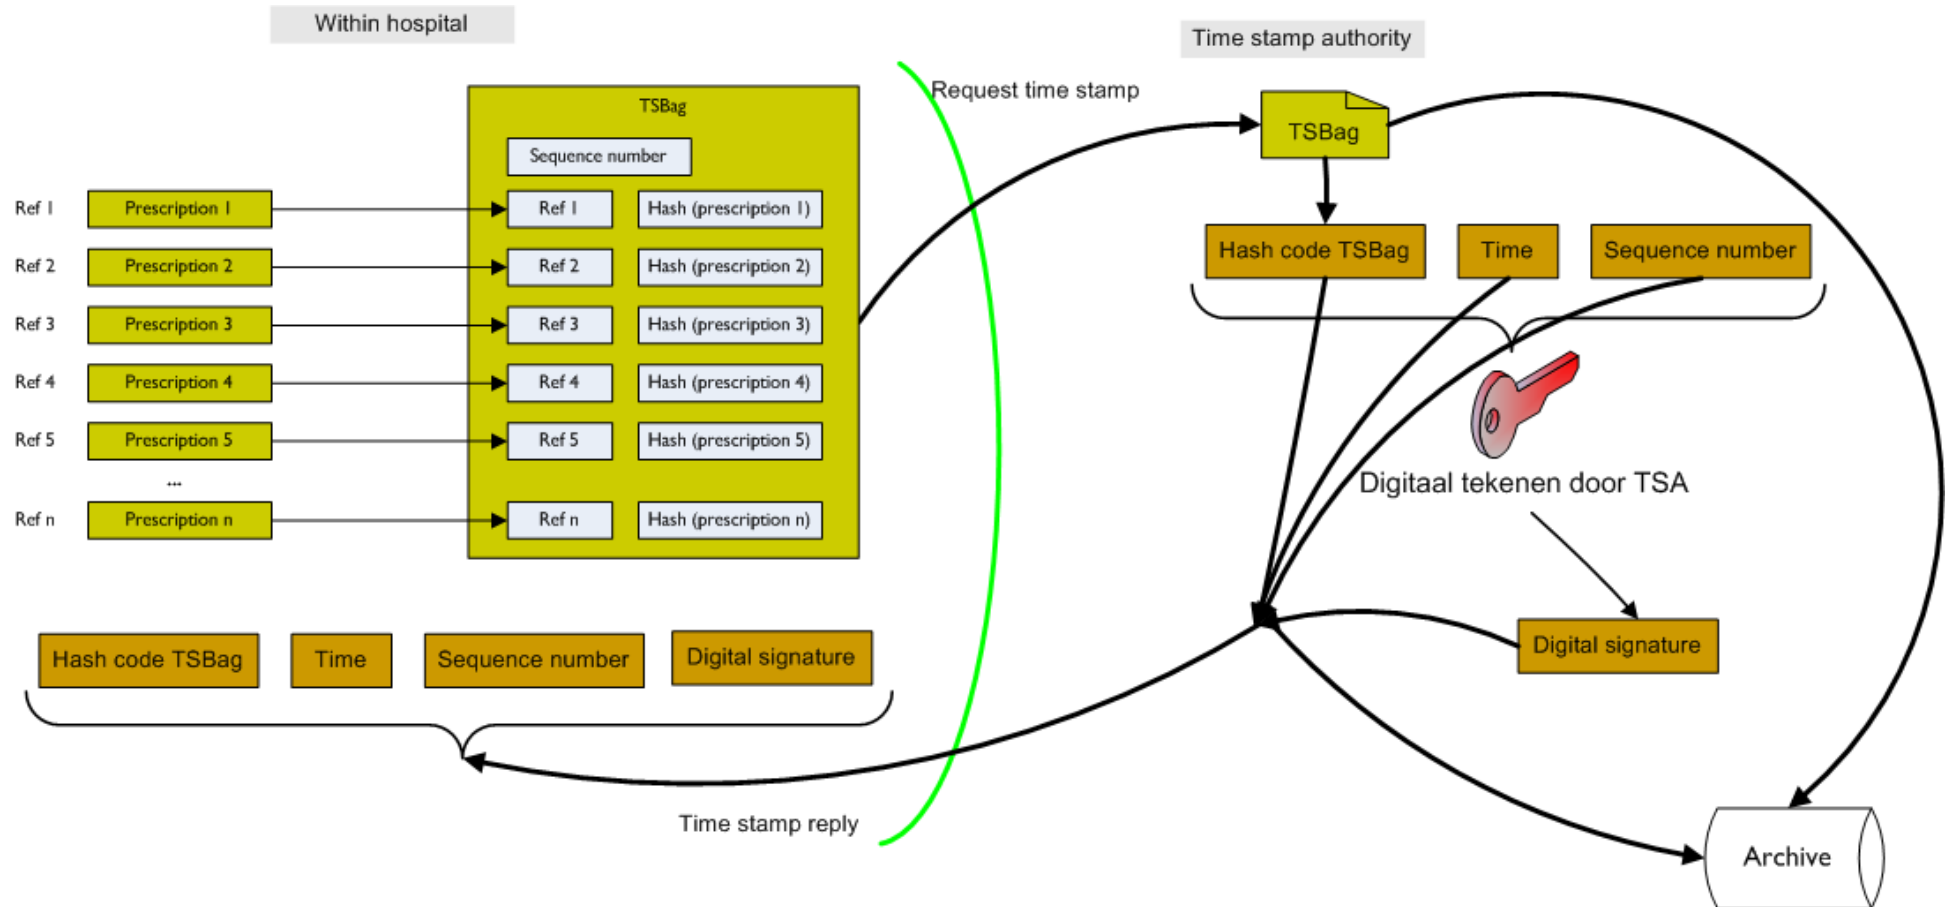 Within hospital
Time stamp authority
Request time stamp
TSBag
Sequence number
Ref 1 Prescription 1 Ref 1 Hash (prescription 1)
Ref 2 Prescription 2 Ref 2 Hash (prescription 2)
Ref 3 Prescription 3 Ref 3 Hash (prescription 3)
Ref 4 Prescription 4 Ref 4 Hash (prescription 4)
Ref 5 Prescription 5 Ref 5 Hash (prescription 5)
...
Ref n Prescription n Ref n Hash (prescription n)
TSBag
Hash code TSBag Time Sequence number
Digitaal tekenen door TSA
Digital signature
Hash code TSBag Time Sequence number Digital signature
Time stamp reply
Archive